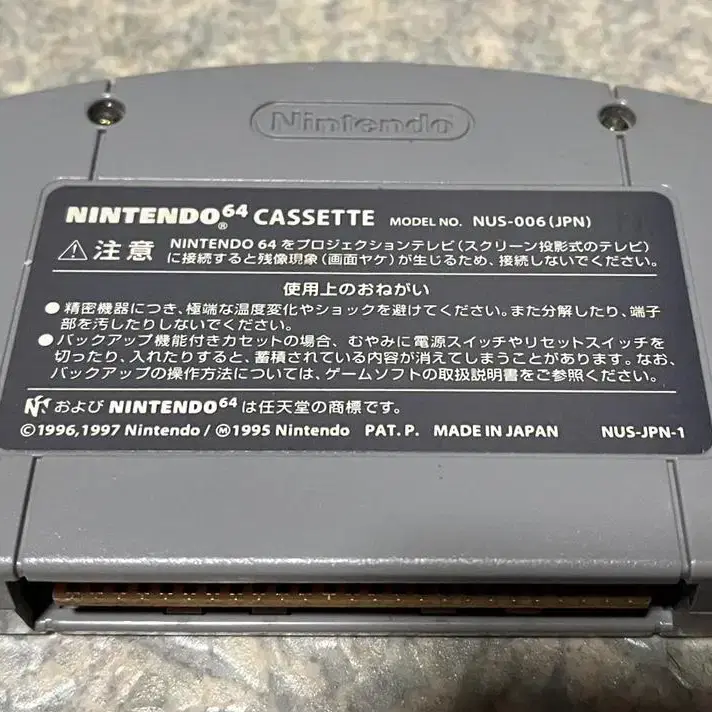 Nintendo
NINTENDO64 CASSETTE MODEL NO. NUS-006(JPN)
⚠注意 NINTENDO 64をプロジェクションテレビ(スクリーン投影式のテレビ)
に接続すると残像現象(画面ヤケ)が生じるため、接続しないでください。
使用上のおねがい
●精密機器につき、極端な温度変化やショックを避けてください。また分解したり、端子
部を汚したりしないでください。
●バックアップ機能付きカセットの場合、むやみに電源スイッチやリセットスイッチを
切ったり、入れたりすると、蓄積されている内容が消えてしまうことがあります。なお、
バックアップの操作方法については、ゲームソフトの取扱説明書をご参照ください。
および NINTENDO64 は任天堂の商標です。
©1996,1997 Nintendo/Ⓜ1995 Nintendo PAT. P. MADE IN JAPAN NUS-JPN-1